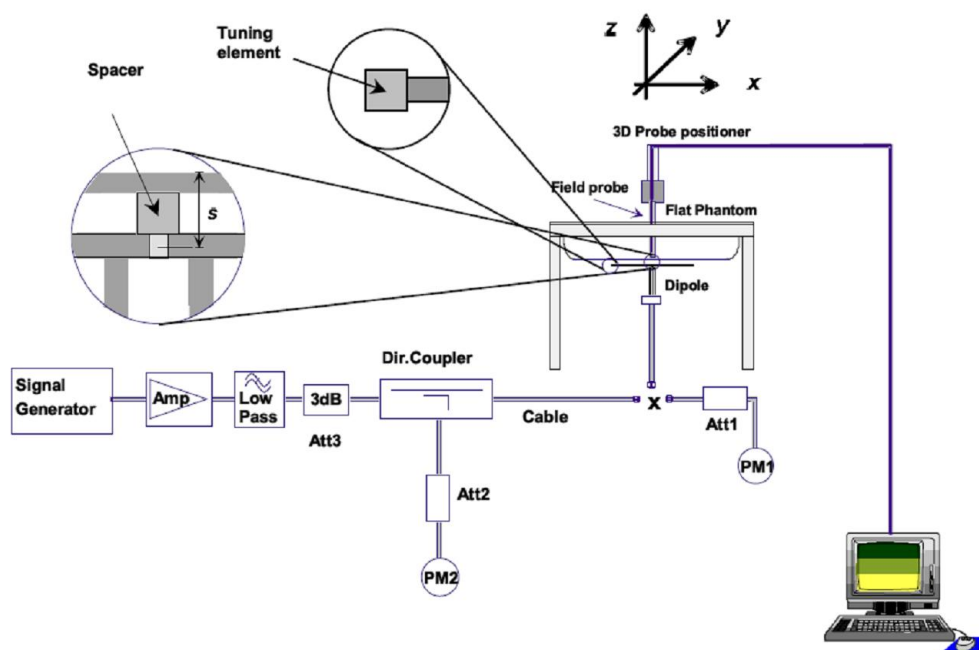 Tuning
element
Spacer
s
z
y
x
3D Probe positioner
Field probe
Flat Phantom
Dipole
Dir.Coupler
Signal
Generator
Amp
Low
Pass
3dB
Att3
Cable
x
Att1
PM1
Att2
PM2